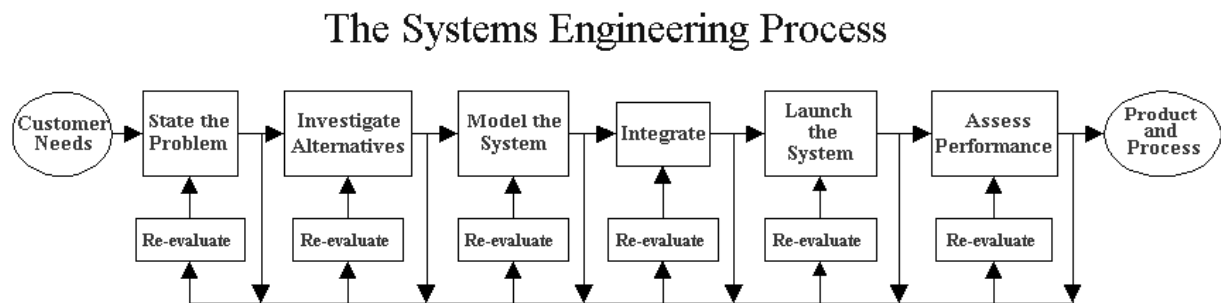 The Systems Engineering Process
Customer
Needs
State the
Problem
Investigate
Alternatives
Model the
System
Integrate
Launch
the
System
Assess
Performance
Product
and
Process
Re-evaluate
Re-evaluate
Re-evaluate
Re-evaluate
Re-evaluate
Re-evaluate